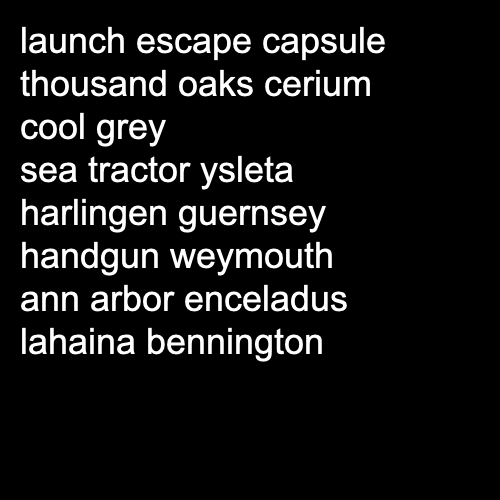 launch escape capsule
thousand oaks cerium
cool grey
sea tractor ysleta
harlingen guernsey
handgun weymouth
ann arbor enceladus
lahaina bennington